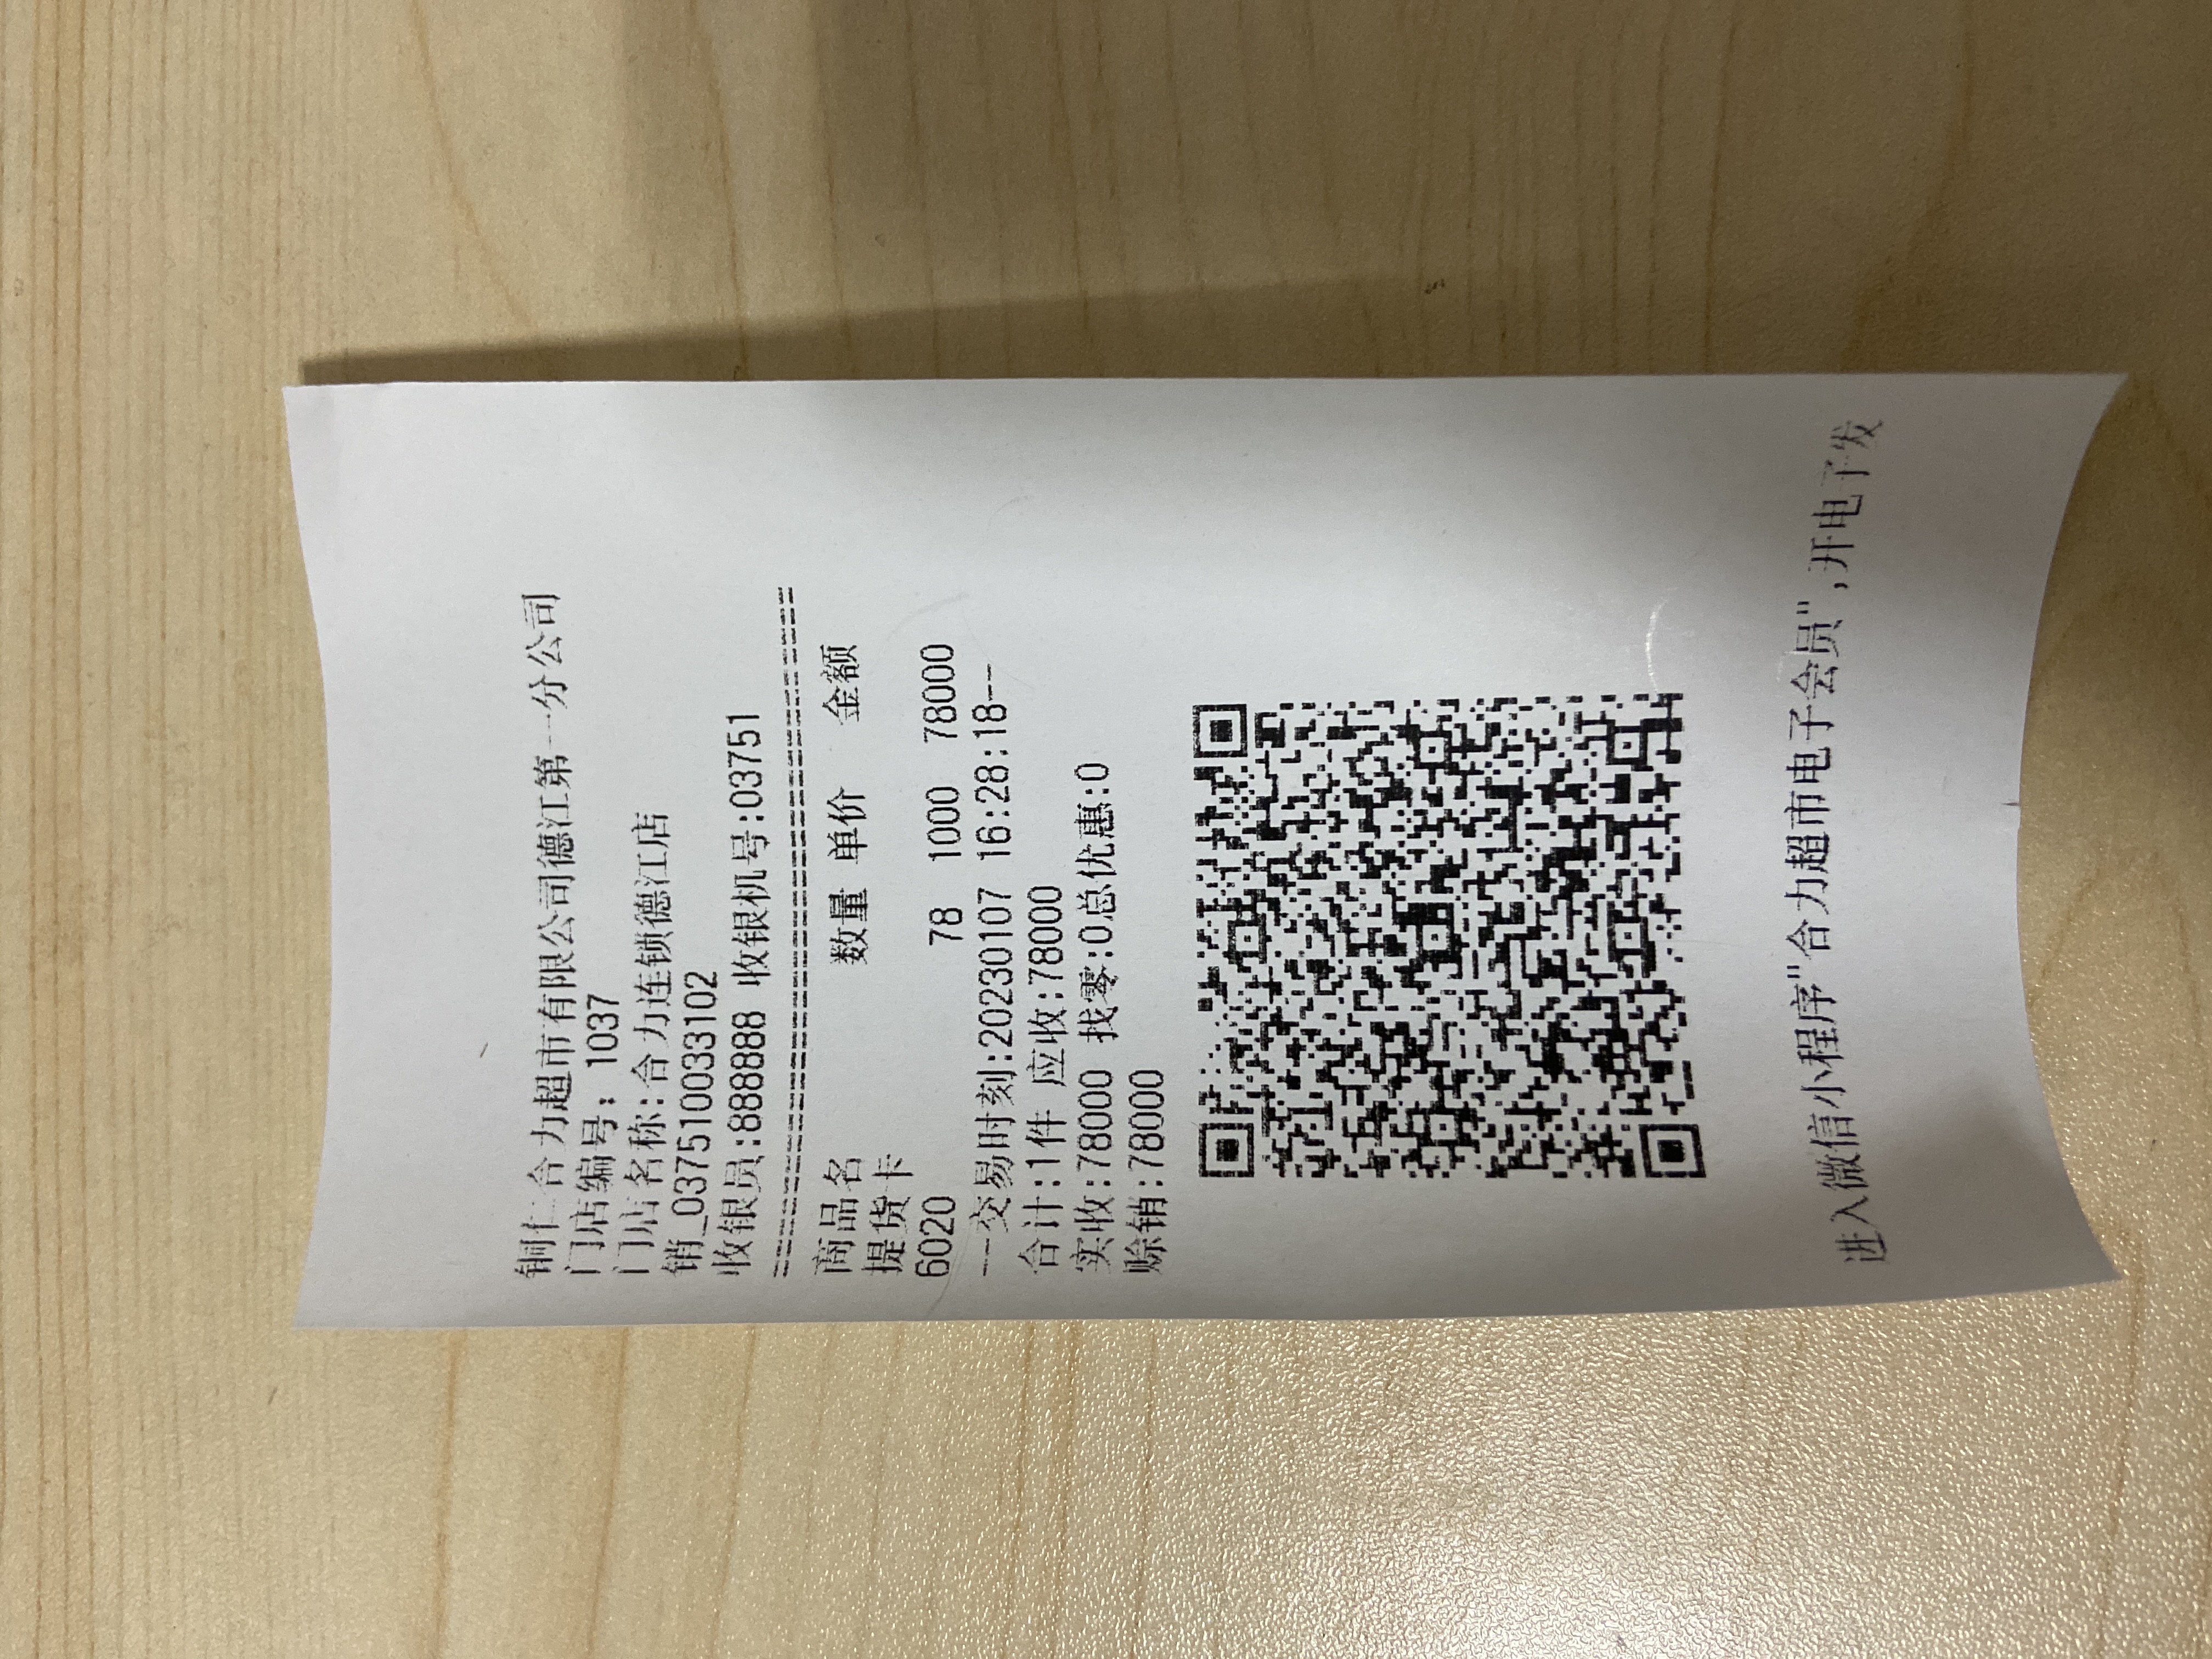 铜仁合力超市有限公司德江第一分公司
门店编号: 1037
门店名称:合力连锁德江店
销_037510033102
收银员:888888 收银机号:03751
================================
商品名 数量 单价 金额
提货卡
6020 78 1000 78000
--交易时刻:20230107 16:28:18--
合计:1件 应收:78000
实收:78000 找零:0总优惠:0
赊销:78000
进入微信小程序"合力超市电子会员",开电子发